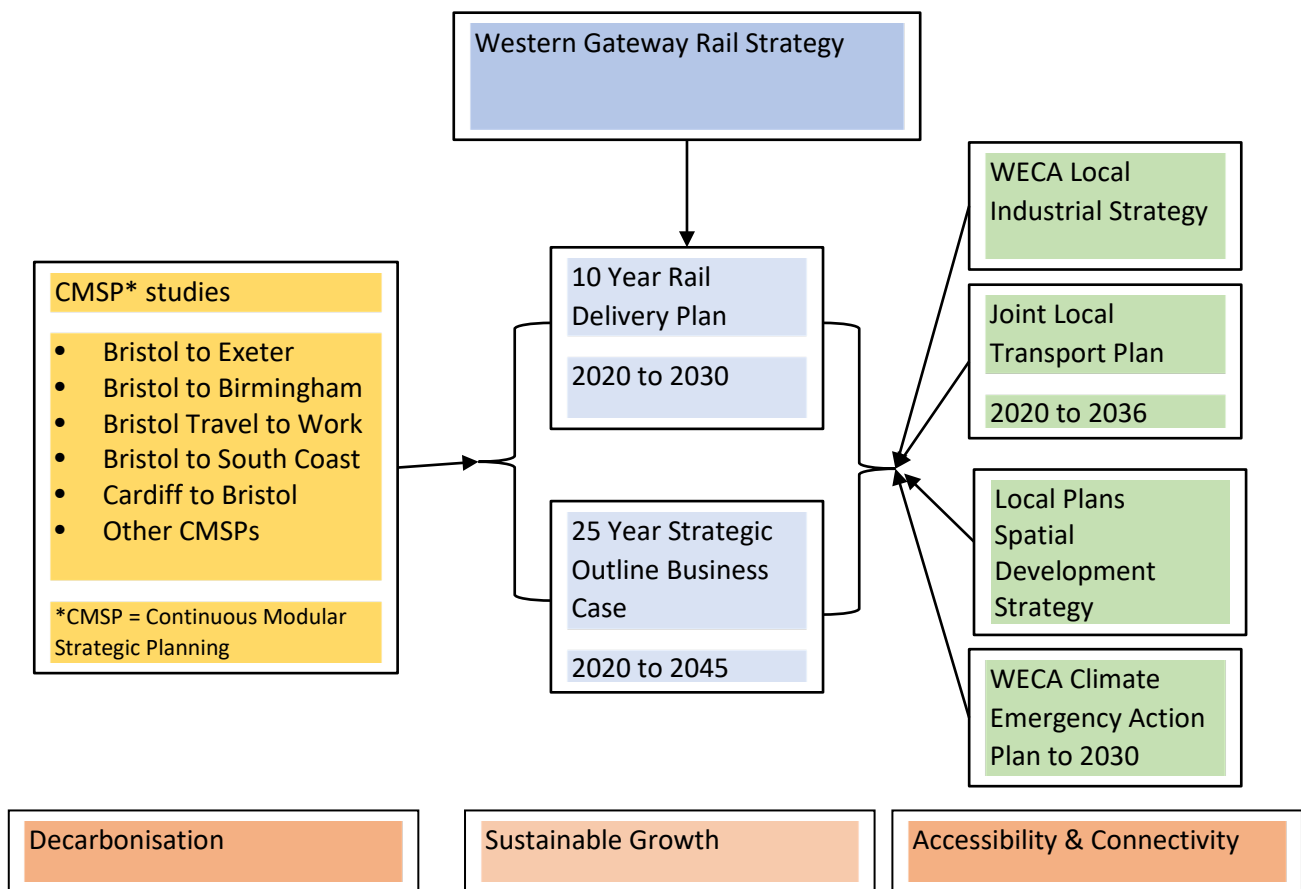 Western Gateway Rail Strategy
CMSP* studies
• Bristol to Exeter
• Bristol to Birmingham
• Bristol Travel to Work
• Bristol to South Coast
• Cardiff to Bristol
• Other CMSPs
*CMSP = Continuous Modular
Strategic Planning
10 Year Rail
Delivery Plan
2020 to 2030
25 Year Strategic
Outline Business
Case
2020 to 2045
WECA Local
Industrial Strategy
Joint Local
Transport Plan
2020 to 2036
Local Plans
Spatial
Development
Strategy
WECA Climate
Emergency Action
Plan to 2030
Decarbonisation
Sustainable Growth
Accessibility & Connectivity